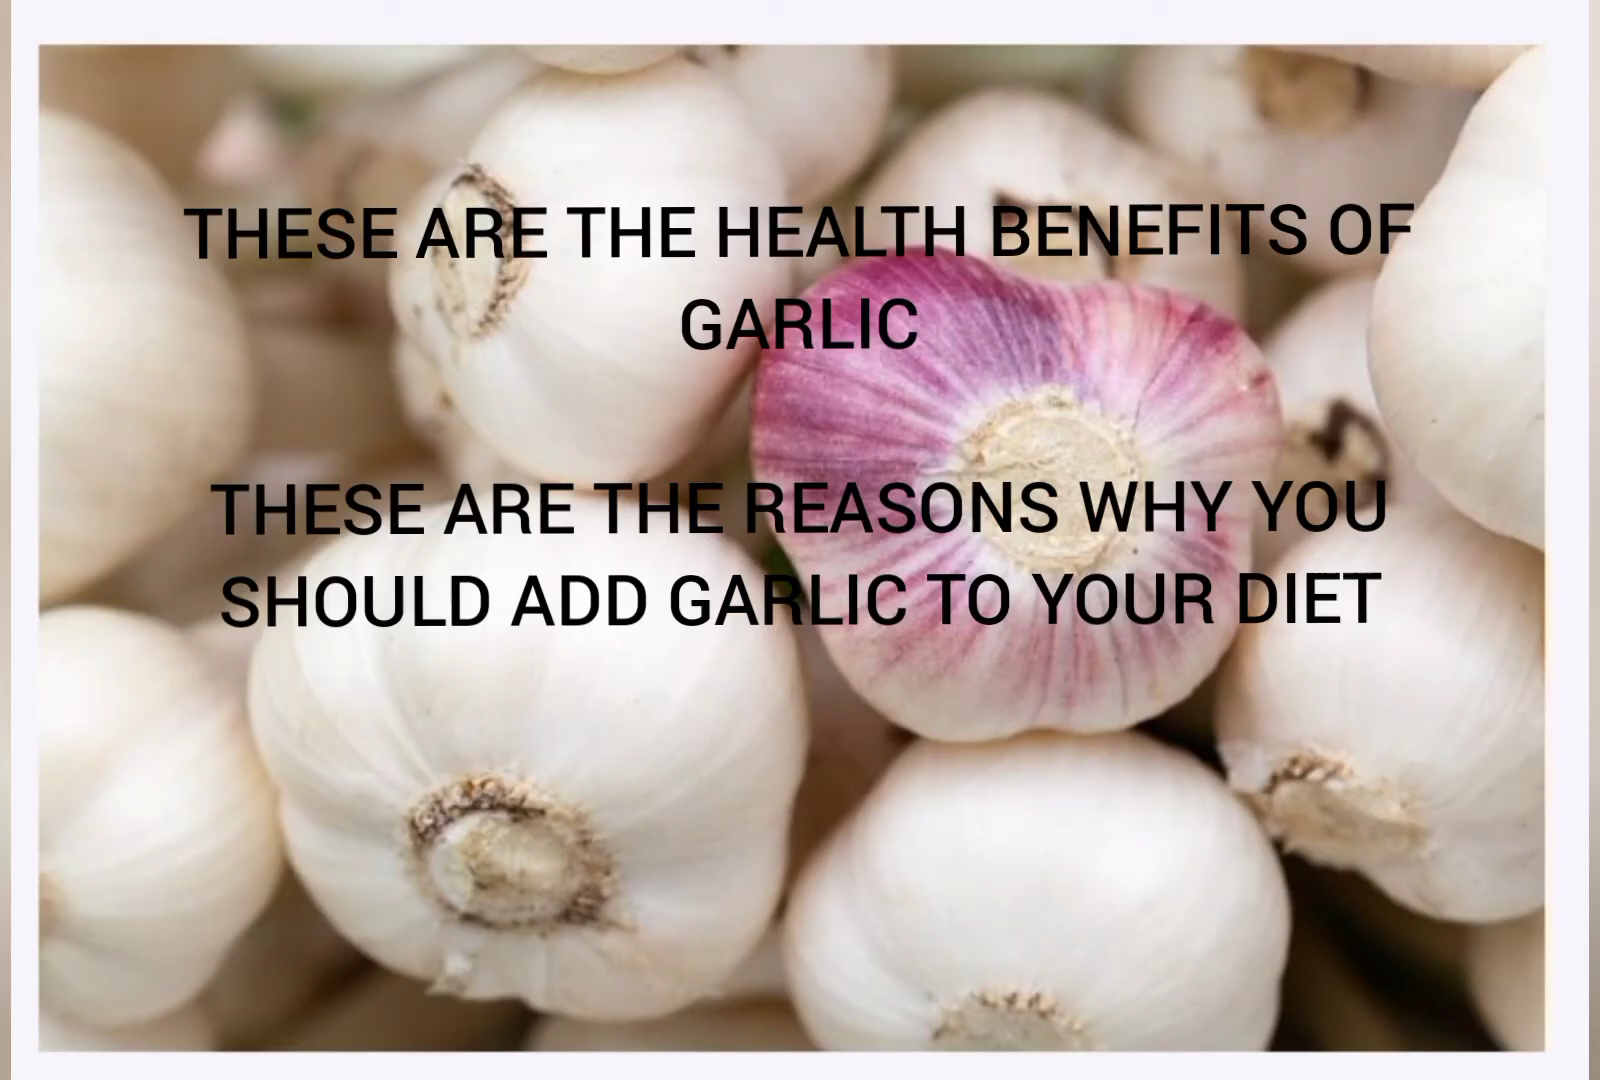 THESE ARE THE HEALTH BENEFITS OF
GARLIC
THESE ARE THE REASONS WHY YOU
SHOULD ADD GARLIC TO YOUR DIET